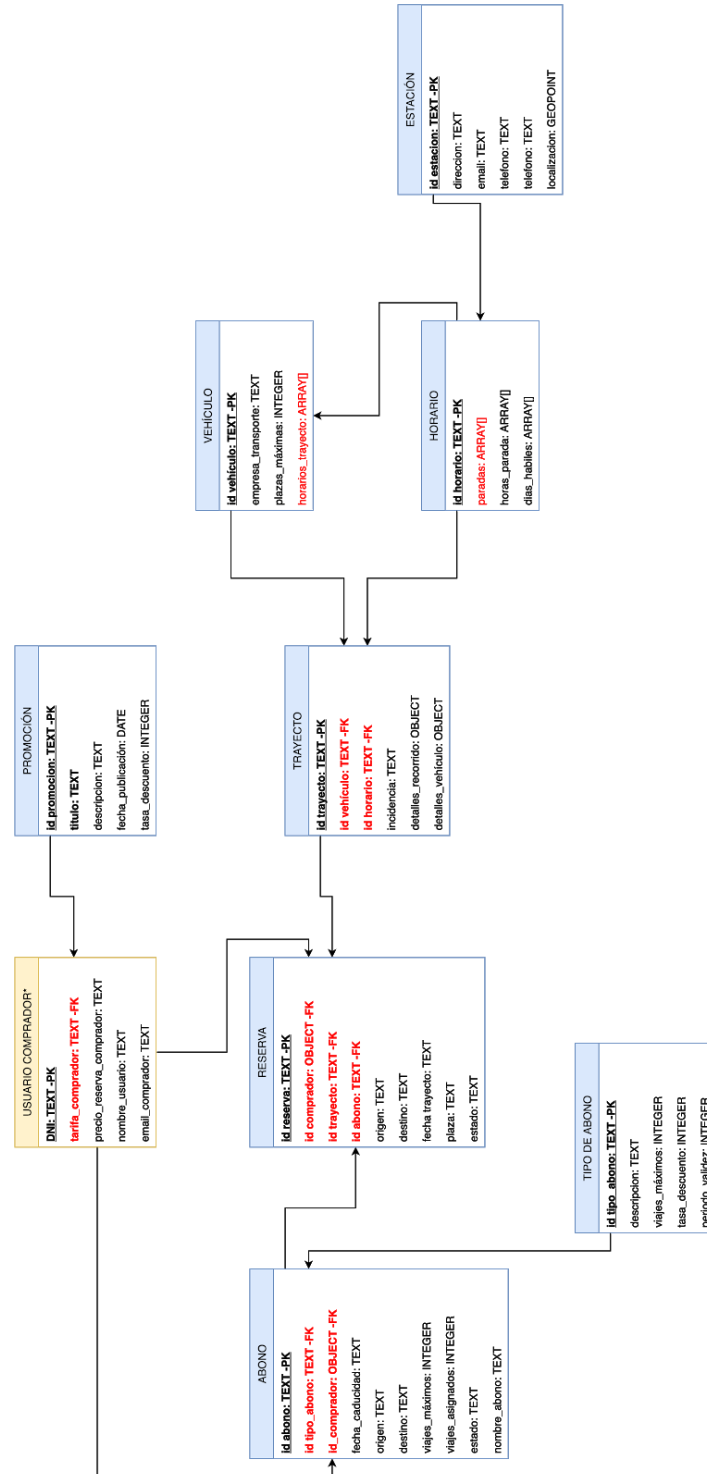 ESTACIÓN
id estacion: TEXT -PK
direccion: TEXT
email: TEXT
telefono: TEXT
telefono: TEXT
localizacion: GEOPOINT
VEHÍCULO
id vehículo: TEXT -PK
empresa_transporte: TEXT
plazas_máximas: INTEGER
horarios_trayecto: ARRAY[]
HORARIO
id horario: TEXT -PK
paradas: ARRAY[]
horas_parada: ARRAY[]
dias_habiles: ARRAY[]
PROMOCIÓN
id promocion: TEXT -PK
titulo: TEXT
descripcion: TEXT
fecha_publicación: DATE
tasa_descuento: INTEGER
TRAYECTO
id trayecto: TEXT -PK
id vehículo: TEXT -FK
id horario: TEXT -FK
incidencia: TEXT
detalles_recorrido: OBJECT
detalles_vehículo: OBJECT
USUARIO COMPRADOR*
DNI: TEXT -PK
tarifa_comprador: TEXT -FK
precio_reserva_comprador: TEXT
nombre_usuario: TEXT
email_comprador: TEXT
RESERVA
id reserva: TEXT -PK
id comprador: OBJECT -FK
id trayecto: TEXT -FK
id abono: TEXT -FK
origen: TEXT
destino: TEXT
fecha trayecto: TEXT
plaza: TEXT
estado: TEXT
TIPO DE ABONO
id tipo_abono: TEXT -PK
descripcion: TEXT
viajes_máximos: INTEGER
tasa_descuento: INTEGER
periodo_validez: INTEGER
ABONO
id abono: TEXT -PK
id tipo_abono: TEXT -FK
id_comprador: OBJECT -FK
fecha_caducidad: TEXT
origen: TEXT
destino: TEXT
viajes_máximos: INTEGER
viajes_asignados: INTEGER
estado: TEXT
nombre_abono: TEXT